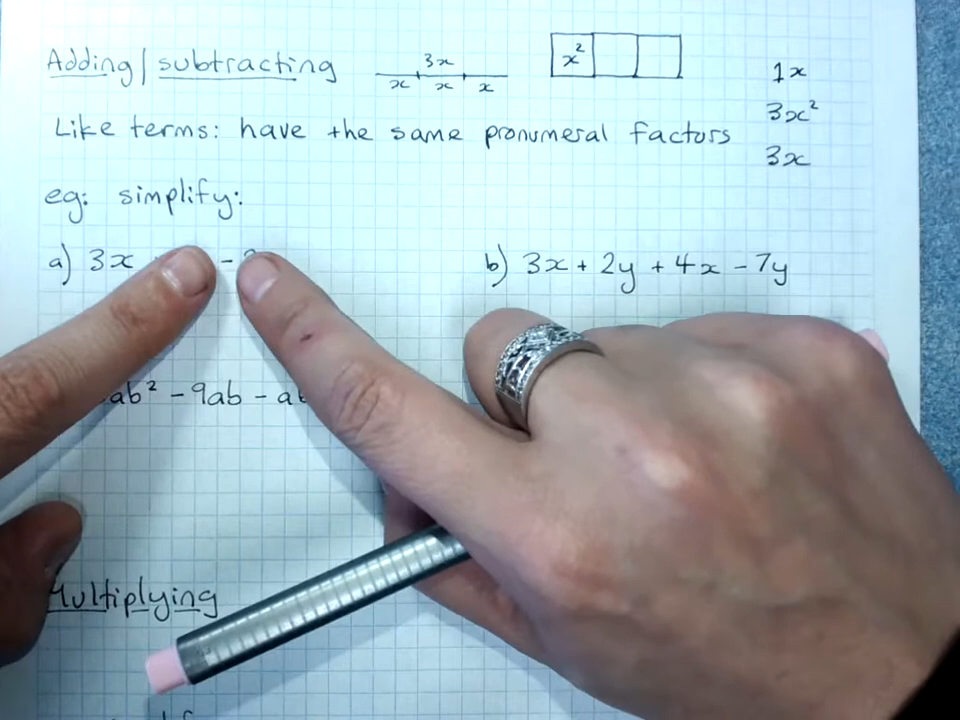 Adding/subtracting
3x
x x x
x²
1x
3x²
3x
Like terms: have the same pronumeral factors
eg: simplify:
a) 3x -
b) 3x + 2y + 4x - 7y
ab² - 9ab - a
Multiplying